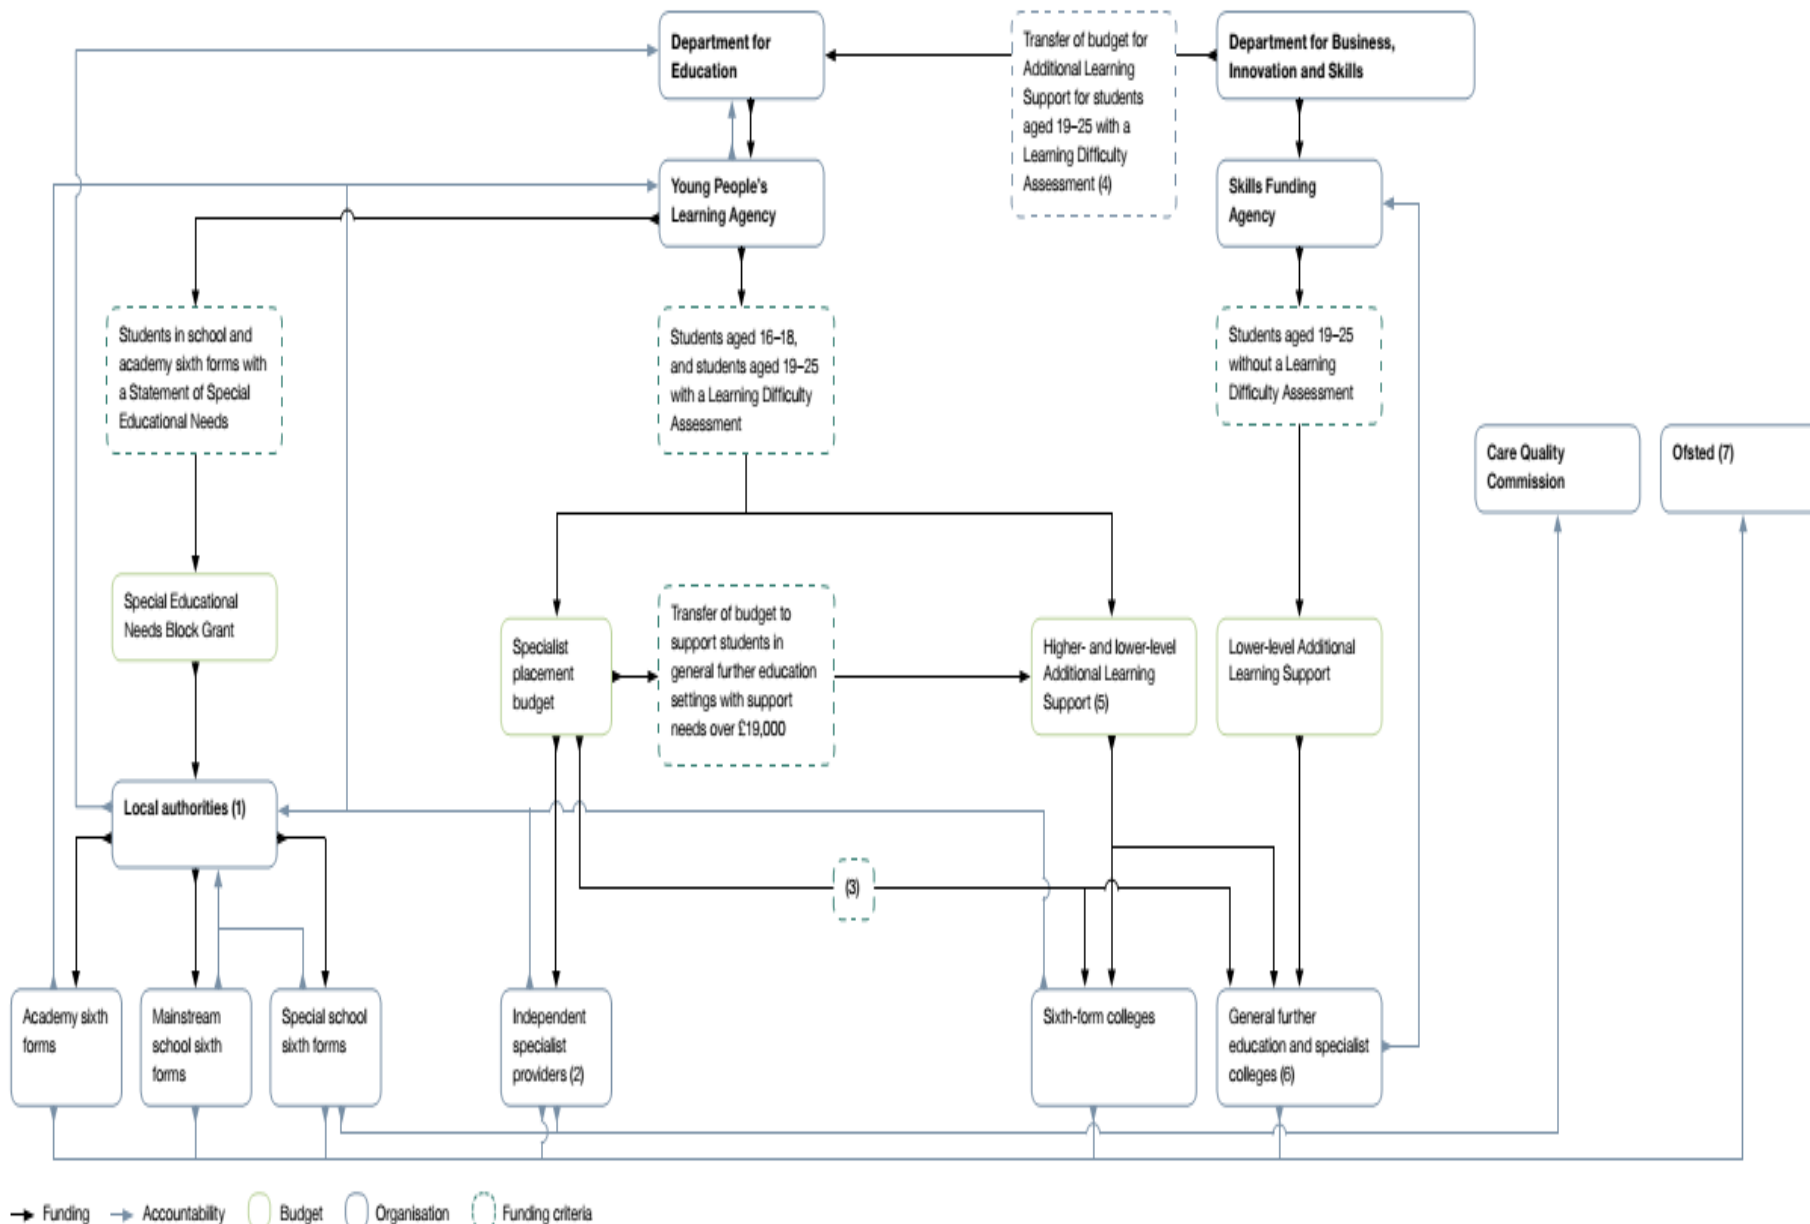 Department for
Education
Transfer of budget for
Additional Learning
Support for students
aged 19–25 with a
Learning Difficulty
Assessment (4)
Department for Business,
Innovation and Skills
Young People's
Learning Agency
Skills Funding
Agency
Students in school and
academy sixth forms with
a Statement of Special
Educational Needs
Students aged 16–18,
and students aged 19–25
with a Learning Difficulty
Assessment
Students aged 19–25
without a Learning
Difficulty Assessment
Care Quality
Commission
Ofsted (7)
Special Educational
Needs Block Grant
Specialist
placement
budget
Transfer of budget to
support students in
general further education
settings with support
needs over £19,000
Higher- and lower-level
Additional Learning
Support (5)
Lower-level Additional
Learning Support
Local authorities (1)
(3)
Academy sixth
forms
Mainstream
school sixth
forms
Special school
sixth forms
Independent
specialist
providers (2)
Sixth-form colleges
General further
education and specialist
colleges (6)
Funding
Accountability
Budget
Organisation
Funding criteria